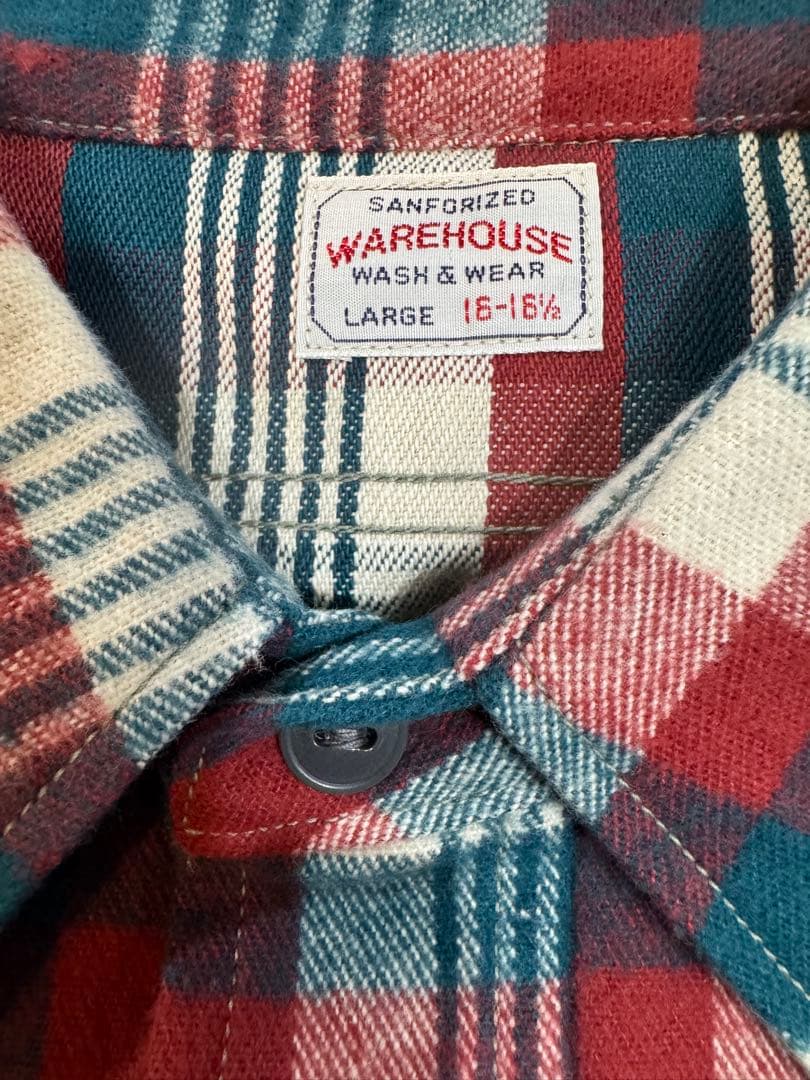 SANFORIZED
WAREHOUSE
WASH & WEAR
LARGE 16-16½